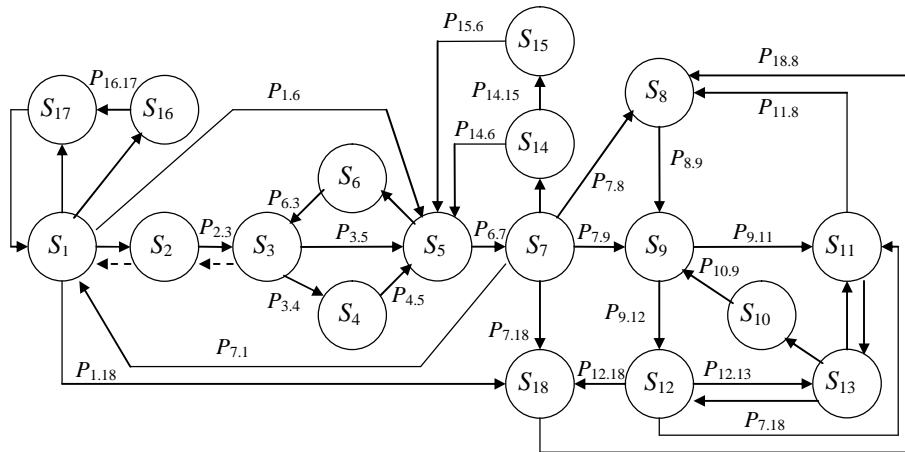 P15.6
S15
P18.8
P16.17
P1.6
S8
S17
S16
P14.15
P11.8
P14.6
S14
P8.9
S6
P7.8
P6.3
P2.3
P3.5
P6.7
P7.9
P9.11
S1
S2
S3
S5
S7
S9
S11
P10.9
P3.4
P4.5
S4
P9.12
S10
P7.1
P7.18
P1.18
P12.18
P12.13
S18
S12
S13
P7.18